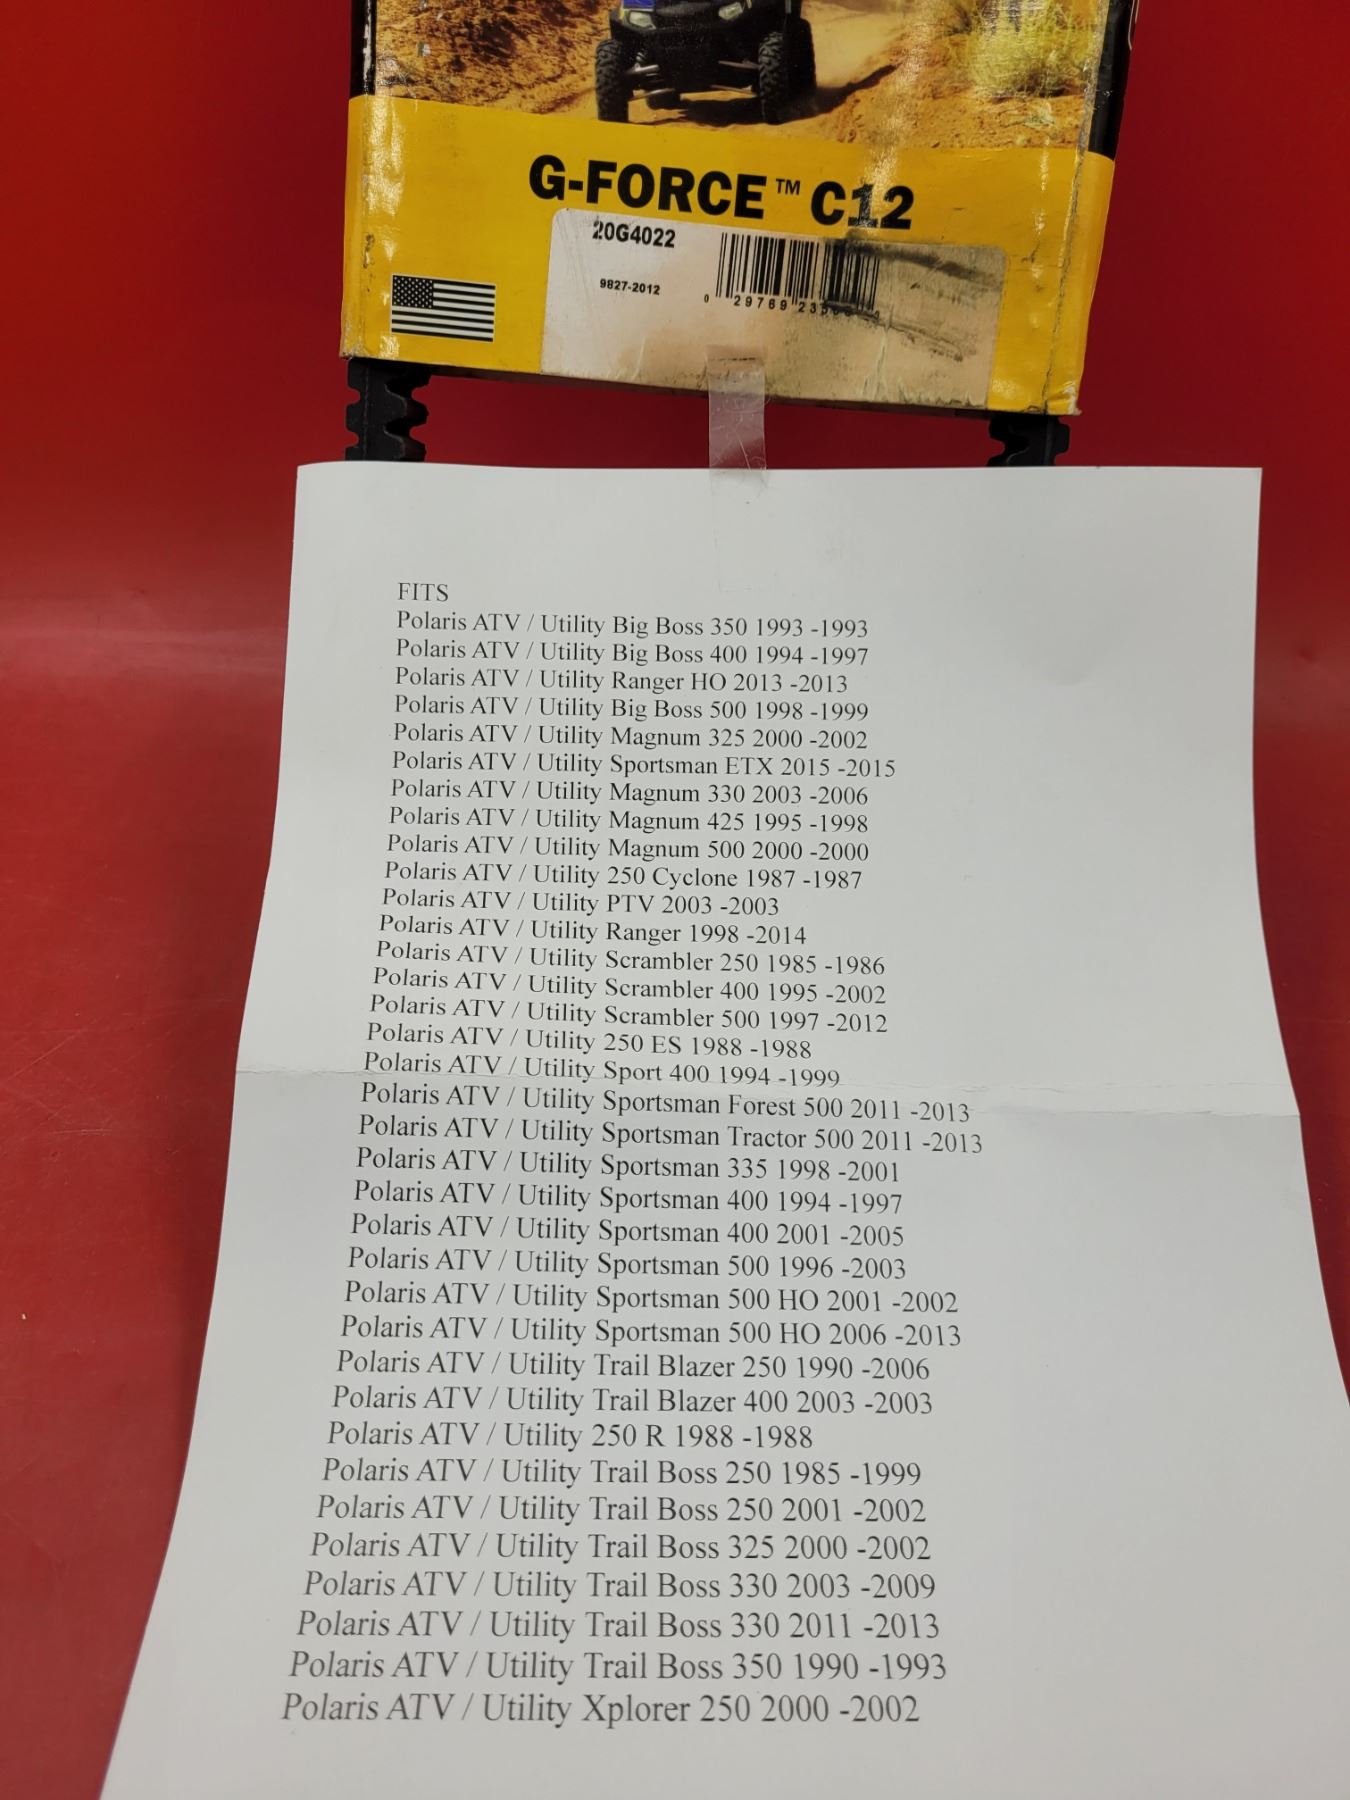 G-FORCE™ C12
20G4022
9827-2012
0 29769
FITS
Polaris ATV / Utility Big Boss 350 1993 -1993
Polaris ATV / Utility Big Boss 400 1994 -1997
Polaris ATV / Utility Ranger HO 2013 -2013
Polaris ATV / Utility Big Boss 500 1998 -1999
Polaris ATV / Utility Magnum 325 2000 -2002
Polaris ATV / Utility Sportsman ETX 2015 -2015
Polaris ATV / Utility Magnum 330 2003 -2006
Polaris ATV / Utility Magnum 425 1995 -1998
Polaris ATV / Utility Magnum 500 2000 -2000
Polaris ATV / Utility 250 Cyclone 1987 -1987
Polaris ATV / Utility PTV 2003 -2003
Polaris ATV / Utility Ranger 1998 -2014
Polaris ATV / Utility Scrambler 250 1985 -1986
Polaris ATV / Utility Scrambler 400 1995 -2002
Polaris ATV / Utility Scrambler 500 1997 -2012
Polaris ATV / Utility 250 ES 1988 -1988
Polaris ATV / Utility Sport 400 1994 -1999
Polaris ATV / Utility Sportsman Forest 500 2011 -2013
Polaris ATV / Utility Sportsman Tractor 500 2011 -2013
Polaris ATV / Utility Sportsman 335 1998 -2001
Polaris ATV / Utility Sportsman 400 1994 -1997
Polaris ATV / Utility Sportsman 400 2001 -2005
Polaris ATV / Utility Sportsman 500 1996 -2003
Polaris ATV / Utility Sportsman 500 HO 2001 -2002
Polaris ATV / Utility Sportsman 500 HO 2006 -2013
Polaris ATV / Utility Trail Blazer 250 1990 -2006
Polaris ATV / Utility Trail Blazer 400 2003 -2003
Polaris ATV / Utility 250 R 1988 -1988
Polaris ATV / Utility Trail Boss 250 1985 -1999
Polaris ATV / Utility Trail Boss 250 2001 -2002
Polaris ATV / Utility Trail Boss 325 2000 -2002
Polaris ATV / Utility Trail Boss 330 2003 -2009
Polaris ATV / Utility Trail Boss 330 2011 -2013
Polaris ATV / Utility Trail Boss 350 1990 -1993
Polaris ATV / Utility Xplorer 250 2000 -2002